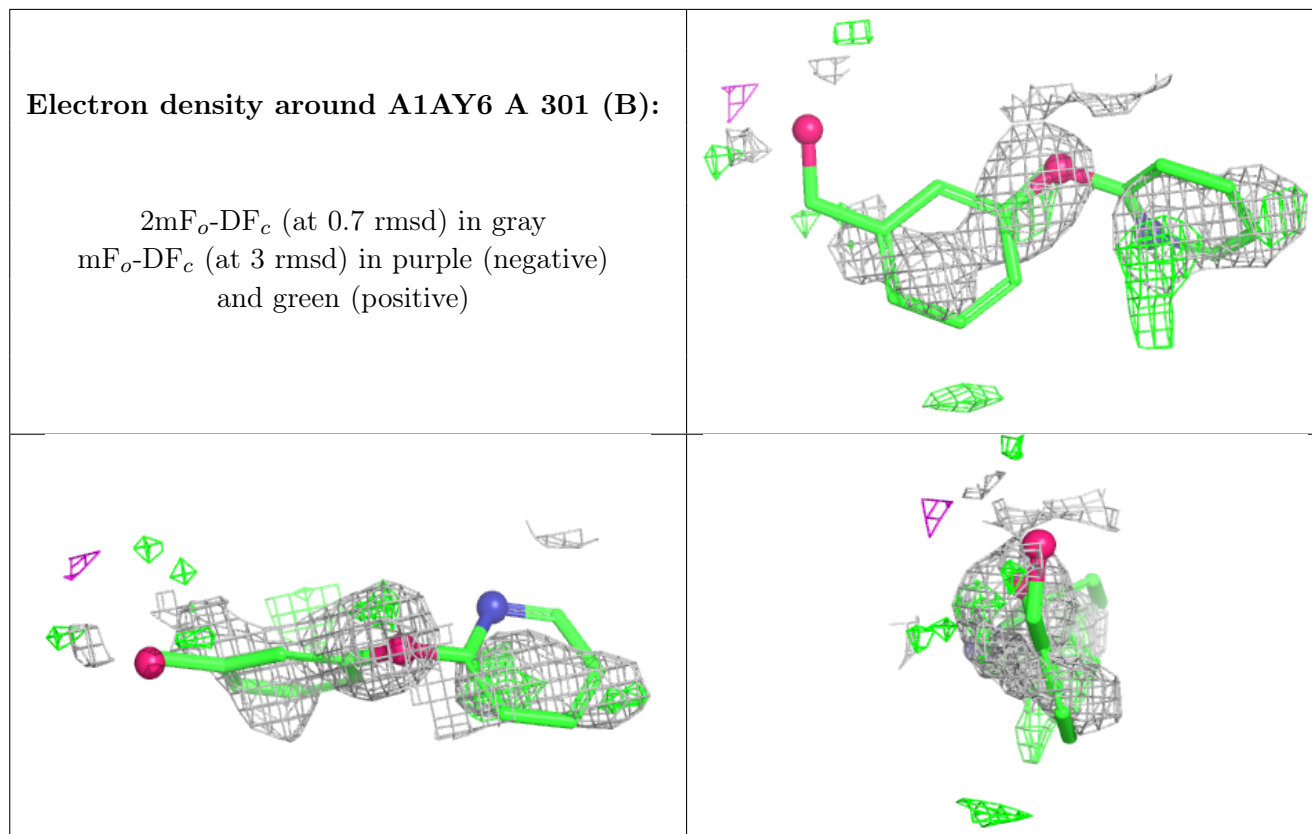 Electron density around A1AY6 A 301 (B):
2mFo-DFc (at 0.7 rmsd) in gray
mFo-DFc (at 3 rmsd) in purple (negative)
and green (positive)